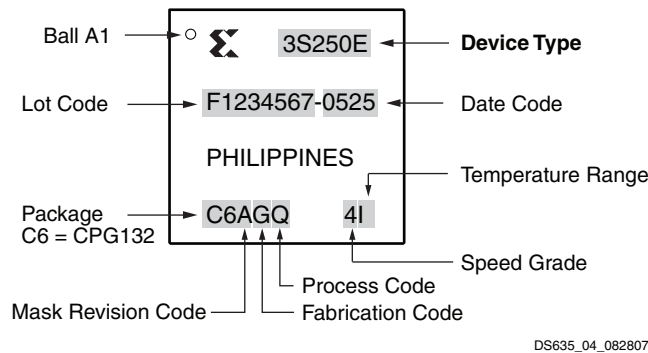 Ball A1
3S250E
Device Type
Lot Code
F1234567-0525
Date Code
PHILIPPINES
Temperature Range
Package
C6 = CPG132
C6AGQ
4I
Speed Grade
Process Code
Mask Revision Code
Fabrication Code
DS635_04_082807